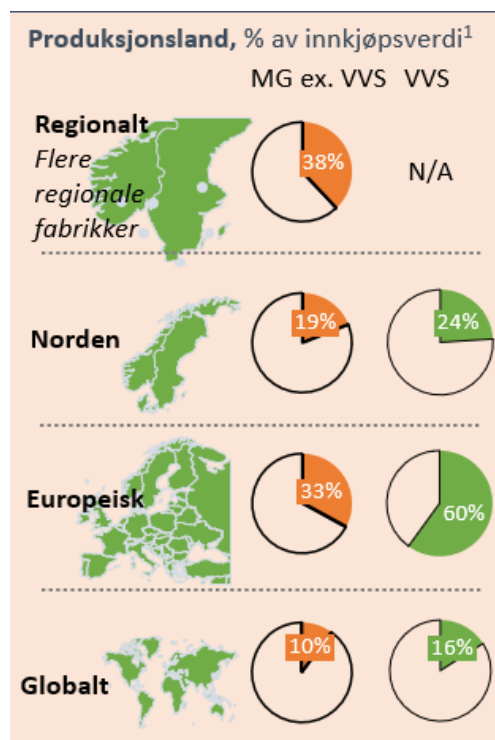 Produksjonsland, % av innkjøpsverdi¹
MG ex. VVS VVS
Regionalt
Flere
regionale
fabrikker
38%
N/A
Norden
19%
24%
Europeisk
33%
60%
Globalt
10%
16%